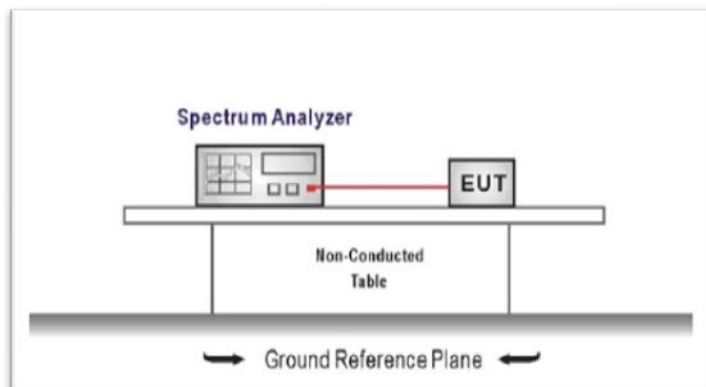 Spectrum Analyzer
EUT
Non-Conducted
Table
Ground Reference Plane